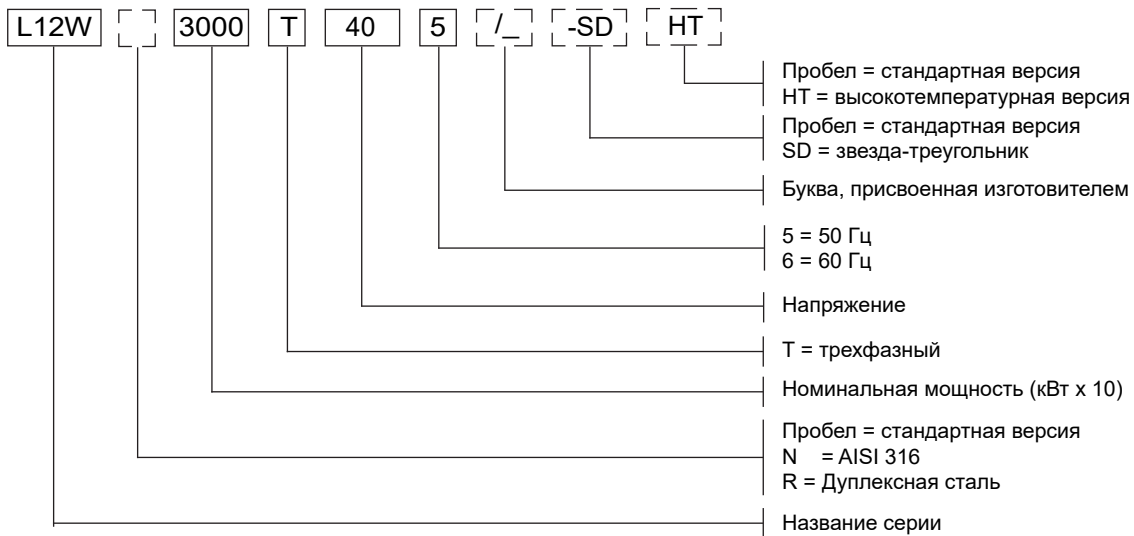 L12W 3000 T 40 5 /_ -SD HT
Пробел = стандартная версия
HT = высокотемпературная версия
Пробел = стандартная версия
SD = звезда-треугольник
Буква, присвоенная изготовителем
5 = 50 Гц
6 = 60 Гц
Напряжение
T = трехфазный
Номинальная мощность (кВт x 10)
Пробел = стандартная версия
N = AISI 316
R = Дуплексная сталь
Название серии